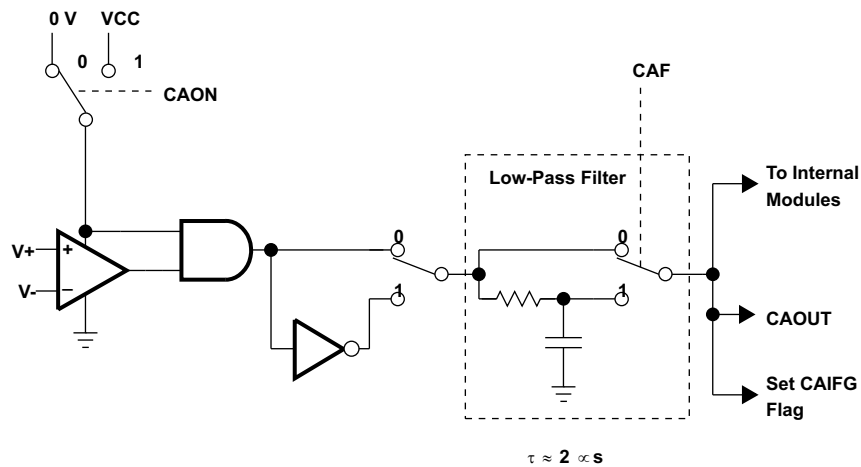 0 V VCC
0 1
CAON
CAF
Low-Pass Filter
To Internal
Modules
V+
+
V-
−
0
1
0
1
CAOUT
Set CAIFG
Flag
τ ≈ 2 ∝s